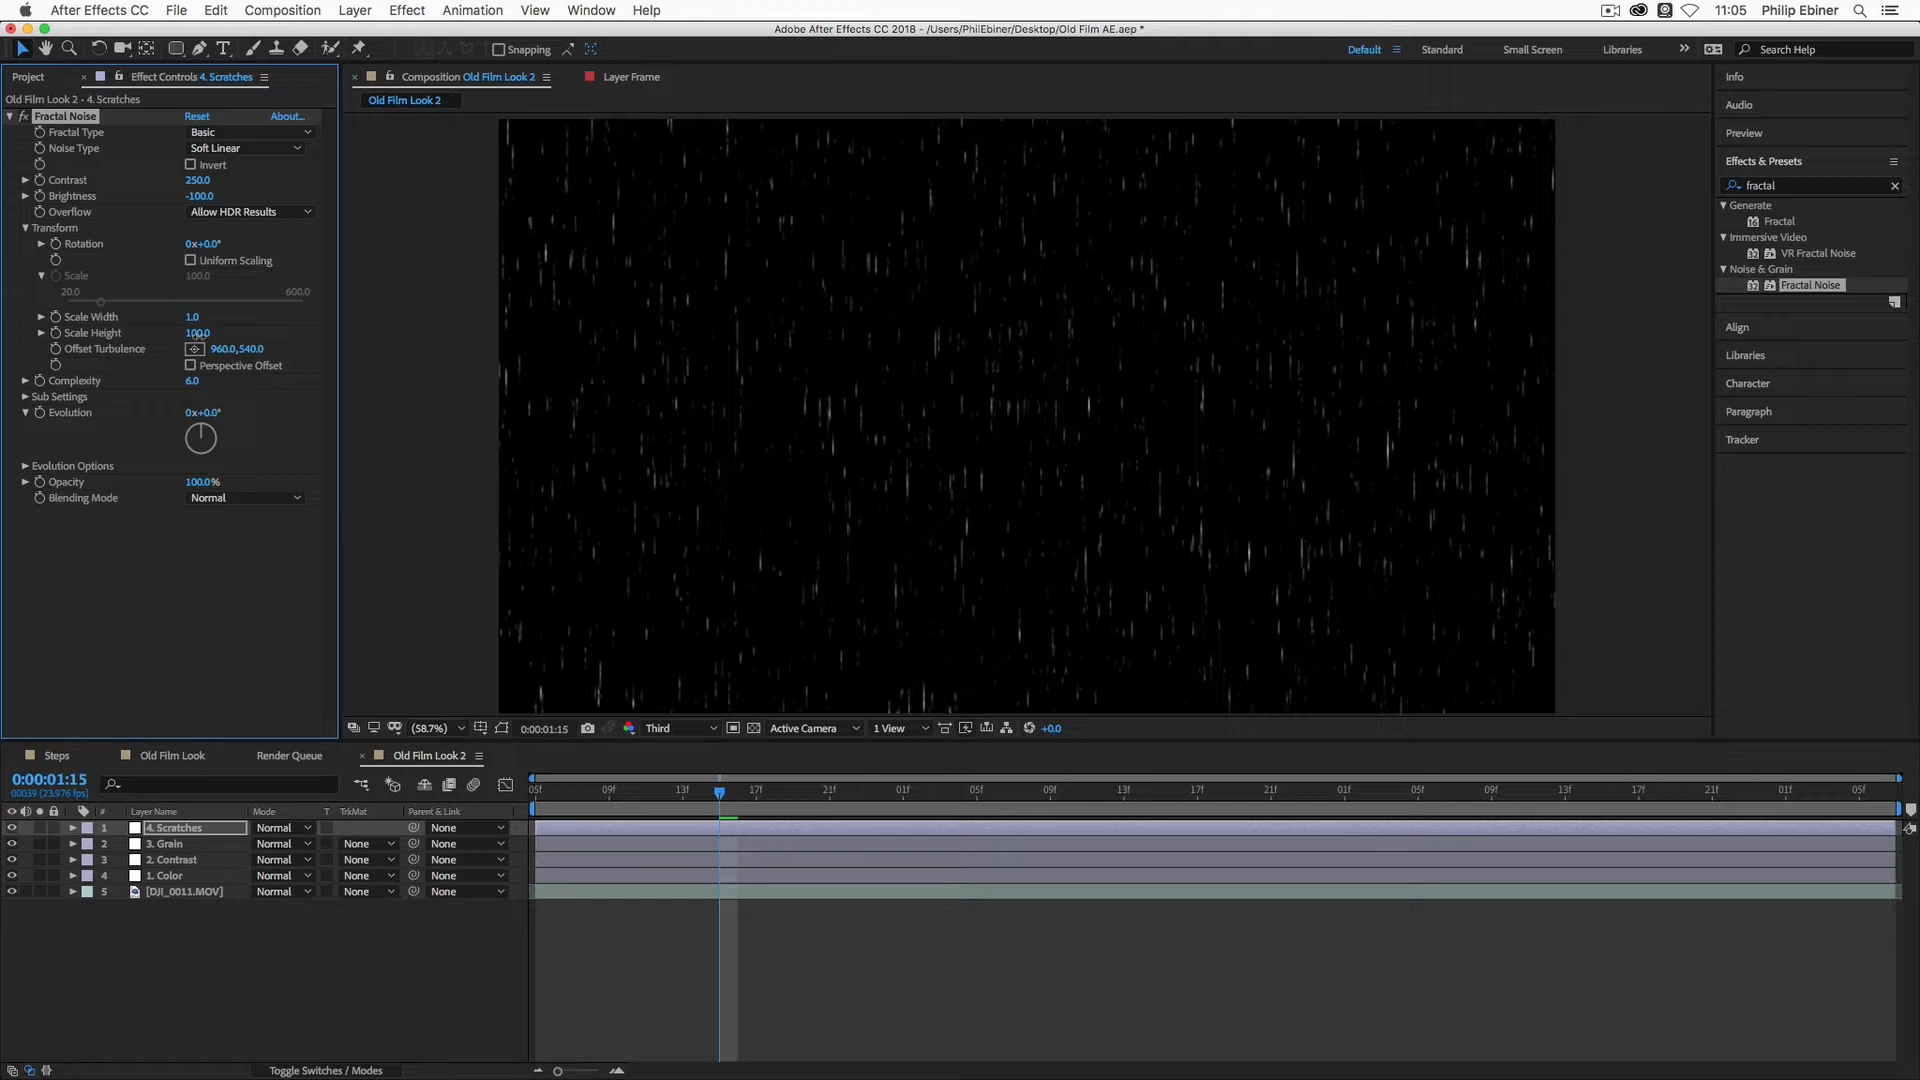 After Effects CC File Edit Composition Layer Effect Animation View Window Help 11:05 Philip Ebiner
Adobe After Effects CC 2018 - /Users/PhilEbiner/Desktop/Old Film AE.aep *
Snapping Default Standard Small Screen Libraries Search Help
Project Effect Controls 4. Scratches Composition Old Film Look 2 Layer Frame Info
Old Film Look 2 • 4. Scratches Old Film Look 2
Audio
fx Fractal Noise Reset About...
Fractal Type Basic Preview
Noise Type Soft Linear
Invert Effects & Presets
Contrast 250.0 fractal
Brightness -100.0
Overflow Allow HDR Results Generate
Transform Fractal
Rotation 0x+0.0° Immersive Video
Uniform Scaling VR Fractal Noise
Scale 100.0 Noise & Grain
20.0 600.0 Fractal Noise
Scale Width 1.0 Align
Scale Height 100.0
Offset Turbulence 960.0,540.0 Libraries
Perspective Offset
Complexity 6.0 Character
Sub Settings
Evolution 0x+0.0° Paragraph
Tracker
Evolution Options
Opacity 100.0%
Blending Mode Normal
(58.7%) 0:00:01:15 Third Active Camera 1 View +0.0
Steps Old Film Look Render Queue Old Film Look 2
0:00:01:15
00039 (23.976 fps)
05f 09f 13f 17f 21f 01f 05f 09f 13f 17f 21f 01f 05f 09f 13f 17f 21f 01f 05f
# Layer Name Mode T TrkMat Parent & Link
1 4. Scratches Normal None
2 3. Grain Normal None None
3 2. Contrast Normal None None
4 1. Color Normal None None
5 [DJI_0011.MOV] Normal None None
Toggle Switches / Modes